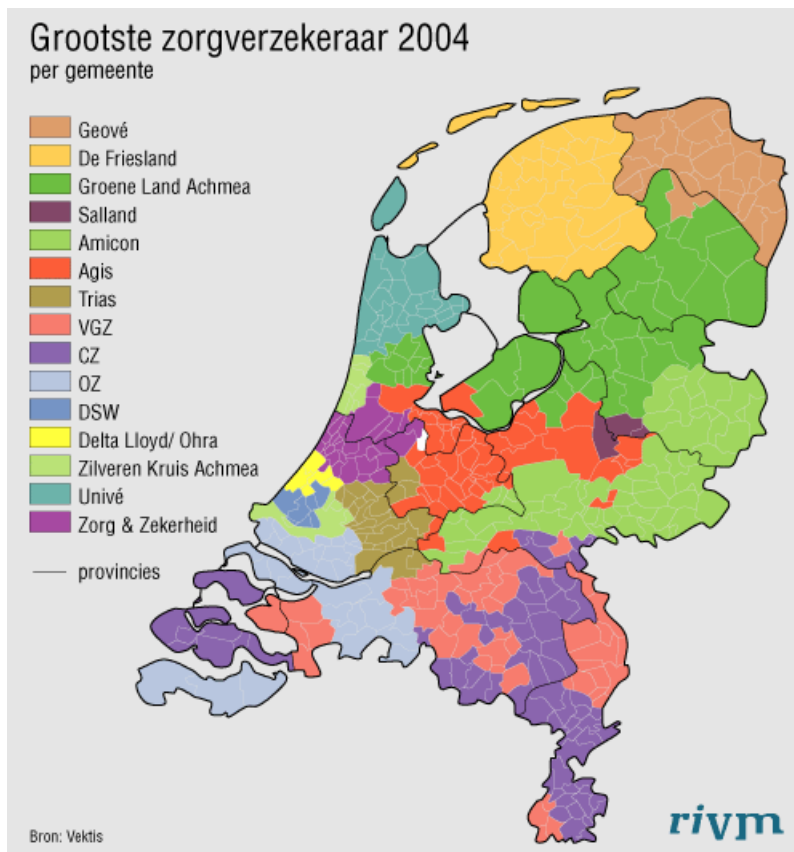 Grootste zorgverzekeraar 2004
per gemeente
Geové
De Friesland
Groene Land Achmea
Salland
Amicon
Agis
Trias
VGZ
CZ
OZ
DSW
Delta Lloyd/ Ohra
Zilveren Kruis Achmea
Univé
Zorg & Zekerheid
provincies
Bron: Vektis
rivm